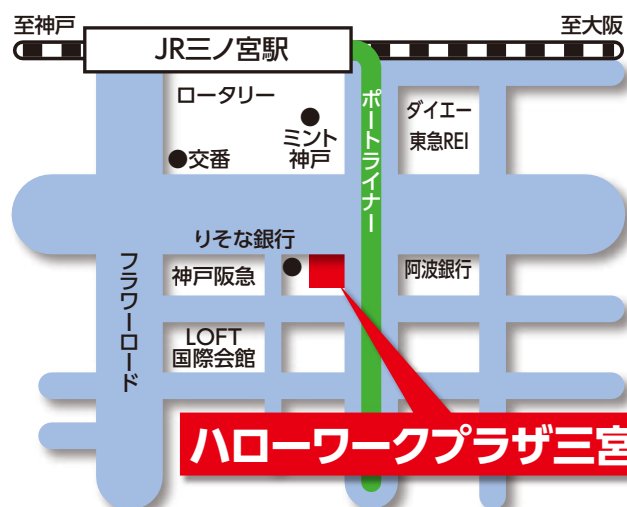 至神戸
至大阪
JR三ノ宮駅
ロータリー
ミント
神戸
交番
ポートライナー
ダイエー
東急REI
りそな銀行
神戸阪急
阿波銀行
フラワーロード
LOFT
国際会館
ハローワークプラザ三宮